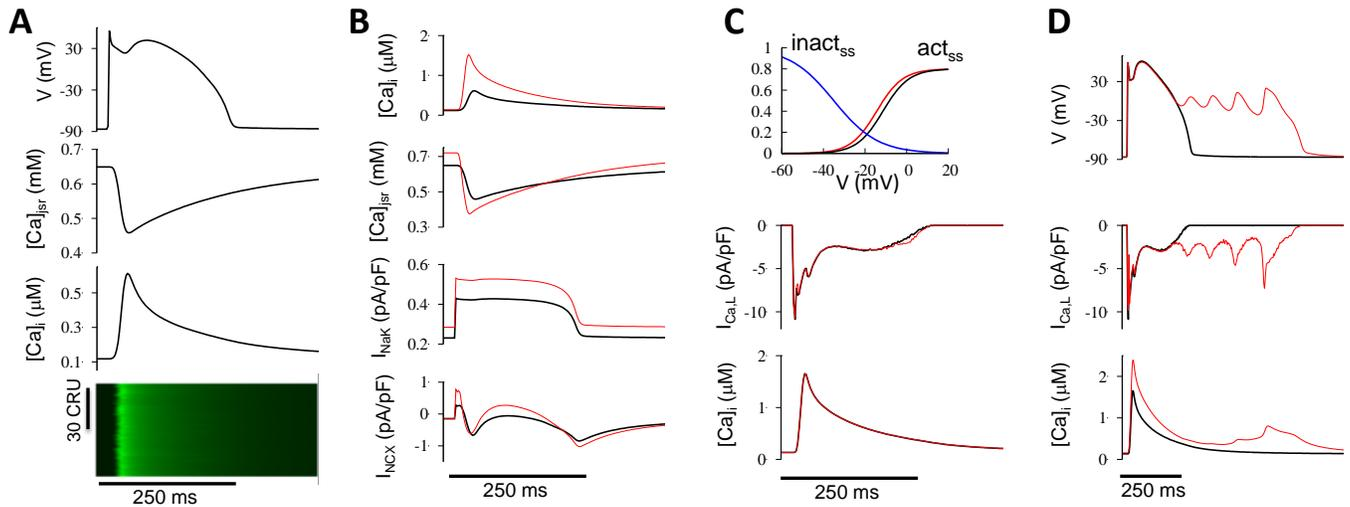 A
V (mV)
30
-30
-90
[Ca]jsr (mM)
0.7
0.6
0.5
0.4
[Ca]i (μM)
0.5
0.3
0.1
30 CRU
250 ms
B
[Ca]i (μM)
2
1
0
[Ca]jsr (mM)
0.7
0.5
0.3
INaK (pA/pF)
0.6
0.4
0.2
INCX (pA/pF)
1
0
-1
250 ms
C
inactss
actss
1
0.8
0.6
0.4
0.2
0
-60 -40 -20 0 20
V (mV)
ICa,L (pA/pF)
0
-5
-10
[Ca]i (μM)
2
1
0
250 ms
D
V (mV)
30
-30
-90
ICa,L (pA/pF)
0
-5
-10
[Ca]i (μM)
2
1
0
250 ms